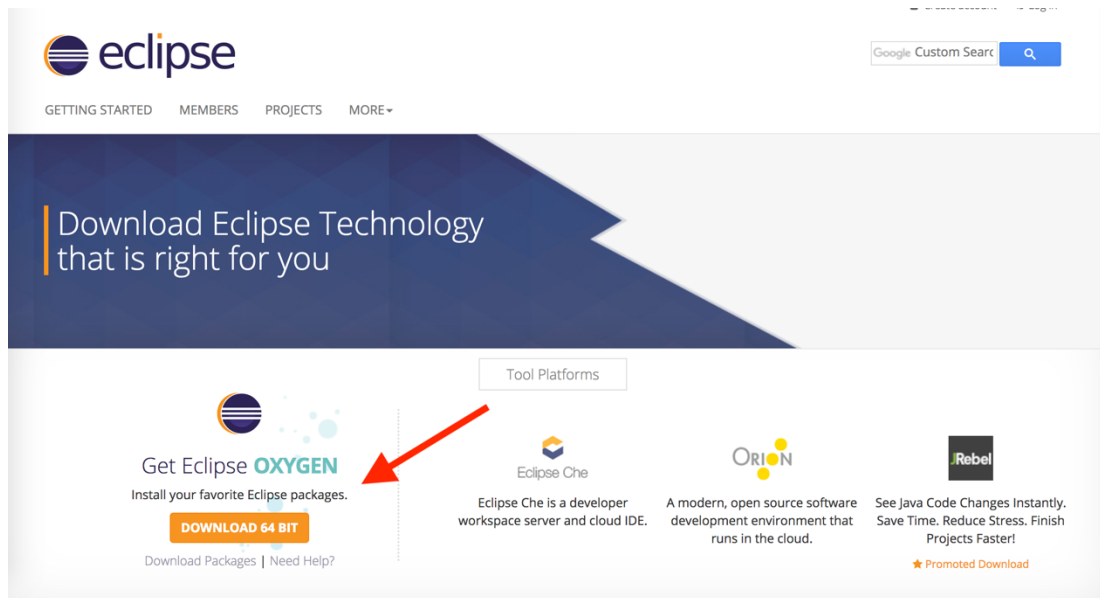 eclipse
Google Custom Searc
GETTING STARTED MEMBERS PROJECTS MORE
Download Eclipse Technology
that is right for you
Tool Platforms
Get Eclipse OXYGEN
Install your favorite Eclipse packages.
DOWNLOAD 64 BIT
Download Packages | Need Help?
Eclipse Che
Eclipse Che is a developer
workspace server and cloud IDE.
ORION
A modern, open source software
development environment that
runs in the cloud.
JRebel
See Java Code Changes Instantly.
Save Time. Reduce Stress. Finish
Projects Faster!
Promoted Download